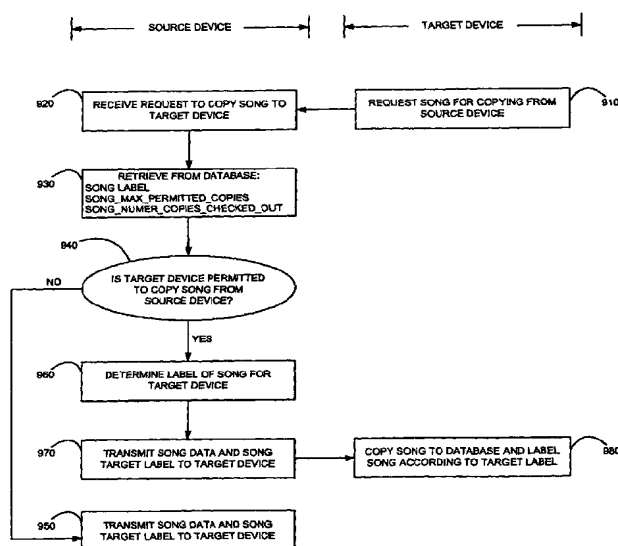 SOURCE DEVICE
TARGET DEVICE
920
RECEIVE REQUEST TO COPY SONG TO
TARGET DEVICE
REQUEST SONG FOR COPYING FROM
SOURCE DEVICE
910
930
RETRIEVE FROM DATABASE:
SONG LABEL
SONG_MAX_PERMITTED_COPIES
SONG_NUMER_COPIES_CHECKED_OUT
940
NO
IS TARGET DEVICE PERMITTED
TO COPY SONG FROM
SOURCE DEVICE?
YES
960
DETERMINE LABEL OF SONG FOR
TARGET DEVICE
970
TRANSMIT SONG DATA AND SONG
TARGET LABEL TO TARGET DEVICE
COPY SONG TO DATABASE AND LABEL
SONG ACCORDING TO TARGET LABEL
980
950
TRANSMIT SONG DATA AND SONG
TARGET LABEL TO TARGET DEVICE